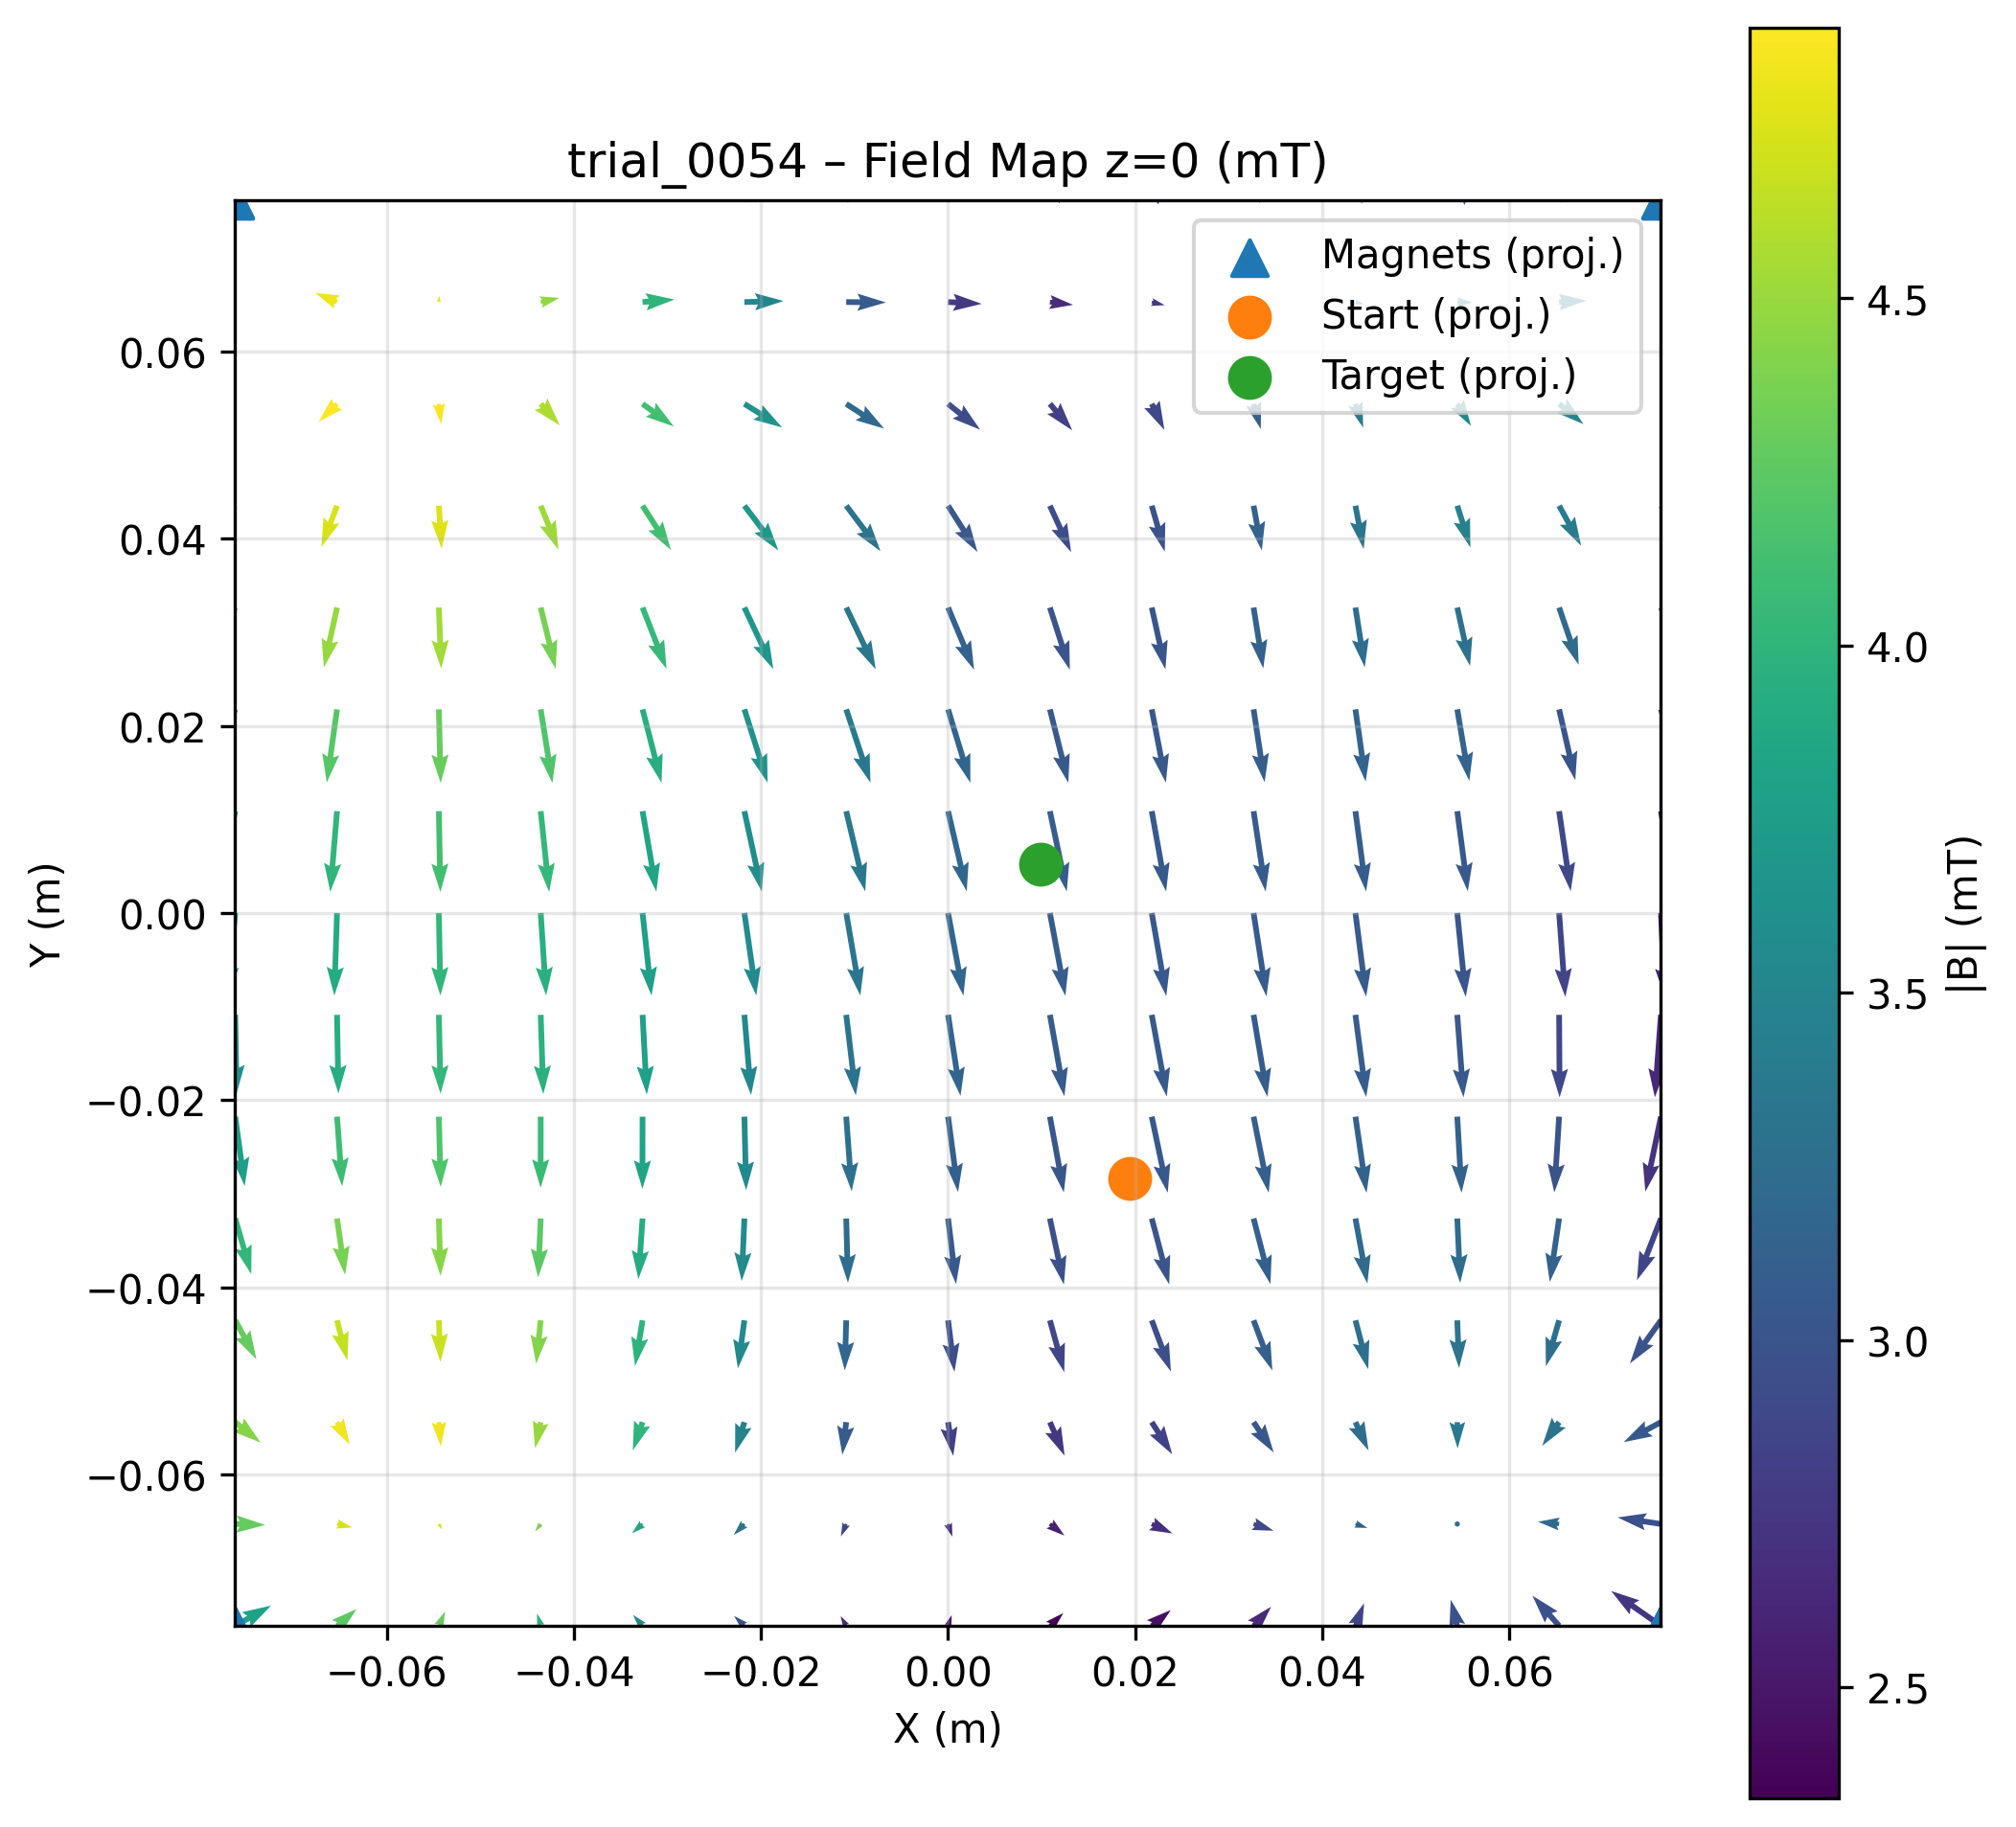 trial_0054 – Field Map z=0 (mT)
Magnets (proj.)
Start (proj.)
Target (proj.)
0.06
0.04
0.02
0.00
−0.02
−0.04
−0.06
Y (m)
−0.06 −0.04 −0.02 0.00 0.02 0.04 0.06
X (m)
4.5
4.0
3.5
3.0
2.5
|B| (mT)